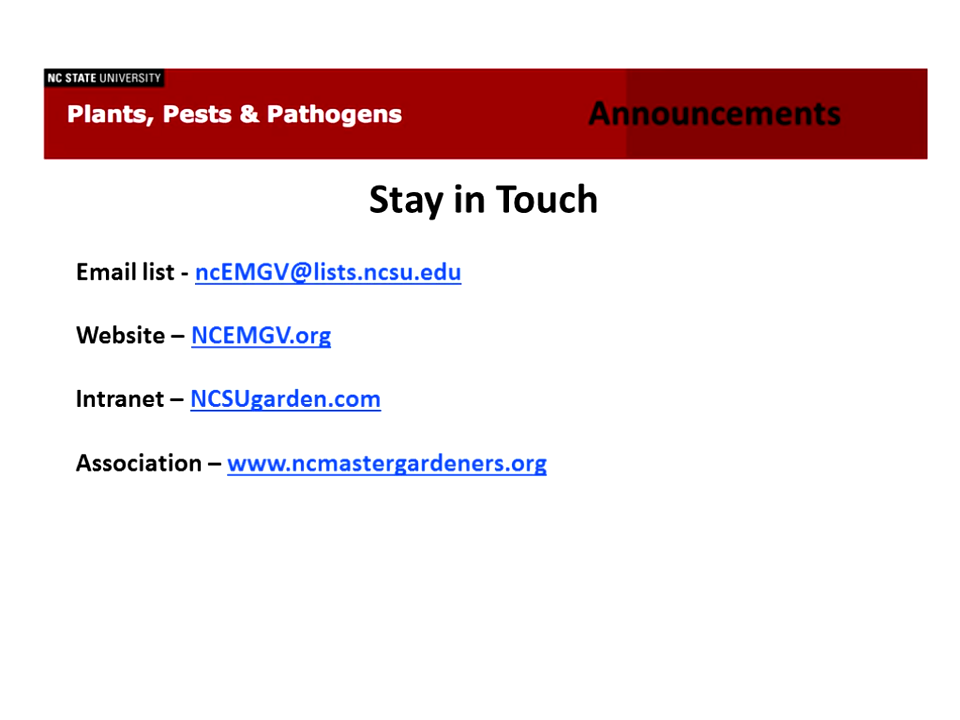 NC STATE UNIVERSITY
Plants, Pests & Pathogens
Announcements
Stay in Touch
Email list - ncEMGV@lists.ncsu.edu
Website – NCEMGV.org
Intranet – NCSUgarden.com
Association – www.ncmastergardeners.org